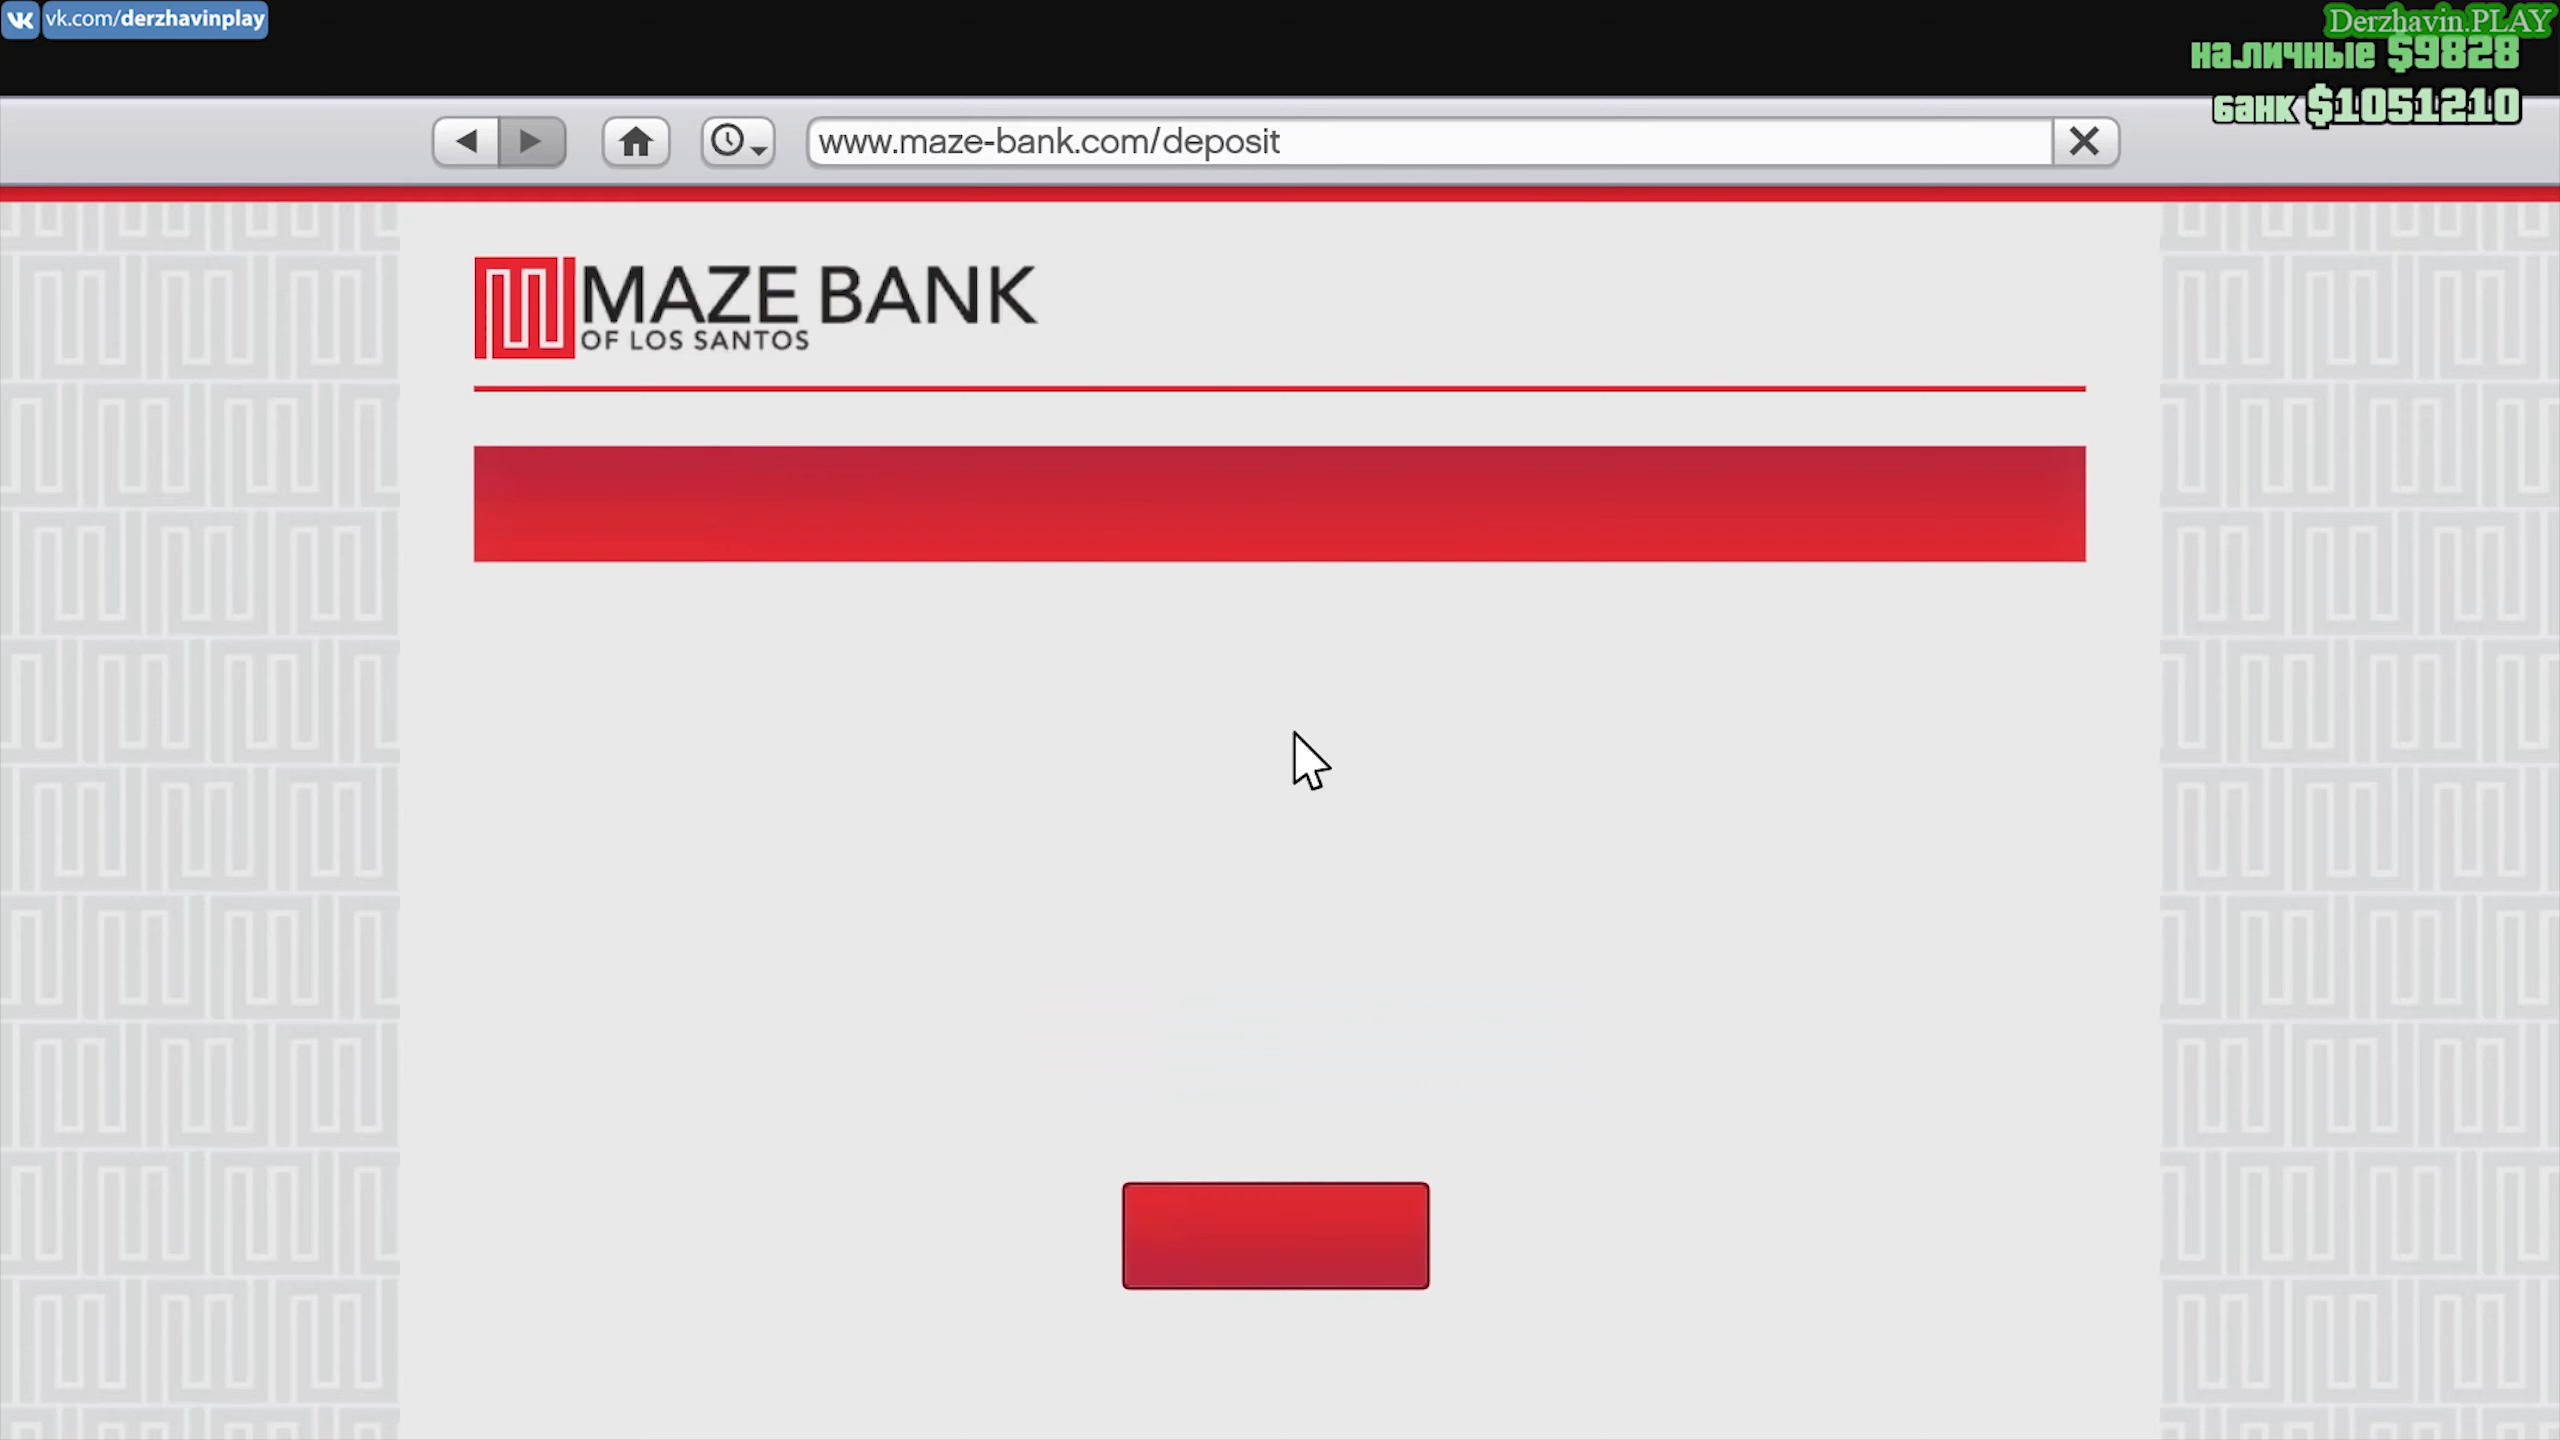 vk.com/derzhavinplay
Derzhavin.PLAY
наличные $9828
банк $1051210
www.maze-bank.com/deposit
MAZE BANK
OF LOS SANTOS